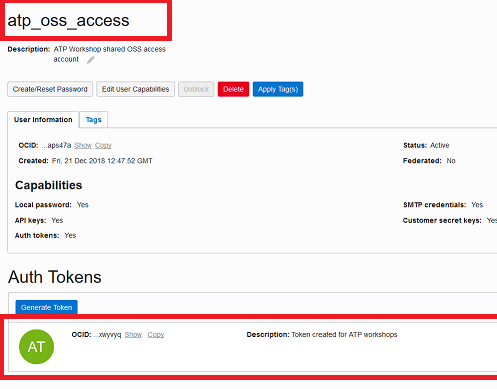 atp_oss_access
Description: ATP Workshop shared OSS access
account
Create/Reset Password Edit User Capabilities Unblock Delete Apply Tag(s)
User Information Tags
OCID: ...aps47a Show Copy Status: Active
Created: Fri, 21 Dec 2018 12:47:52 GMT Federated: No
Capabilities
Local password: Yes SMTP credentials: Yes
API keys: Yes Customer secret keys: Yes
Auth tokens: Yes
Auth Tokens
Generate Token
AT OCID: ...xwyvyq Show Copy Description: Token created for ATP workshops